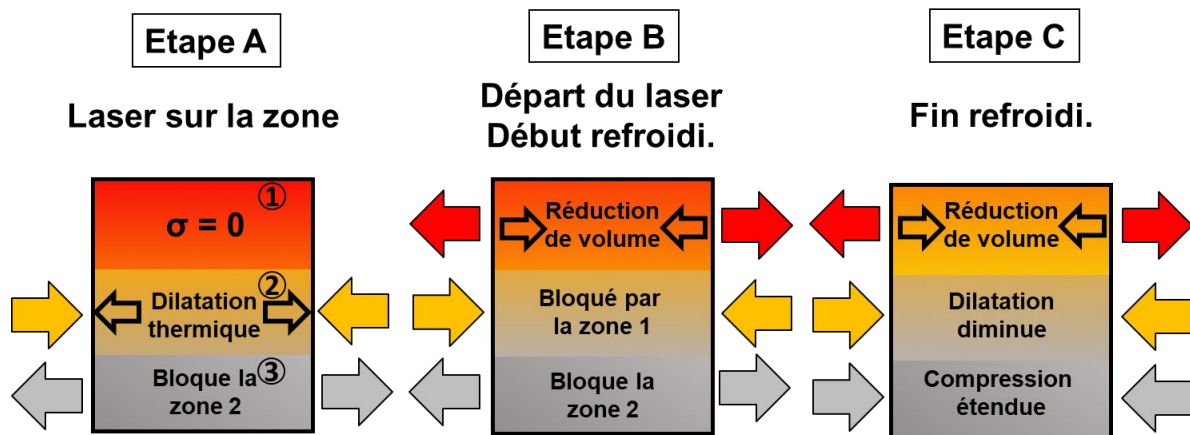 Etape A
Laser sur la zone
①
σ = 0
②
Dilatation
thermique
③
Bloque la
zone 2
Etape B
Départ du laser
Début refroidi.
Réduction
de volume
Bloqué par
la zone 1
Bloque la
zone 2
Etape C
Fin refroidi.
Réduction
de volume
Dilatation
diminue
Compression
étendue